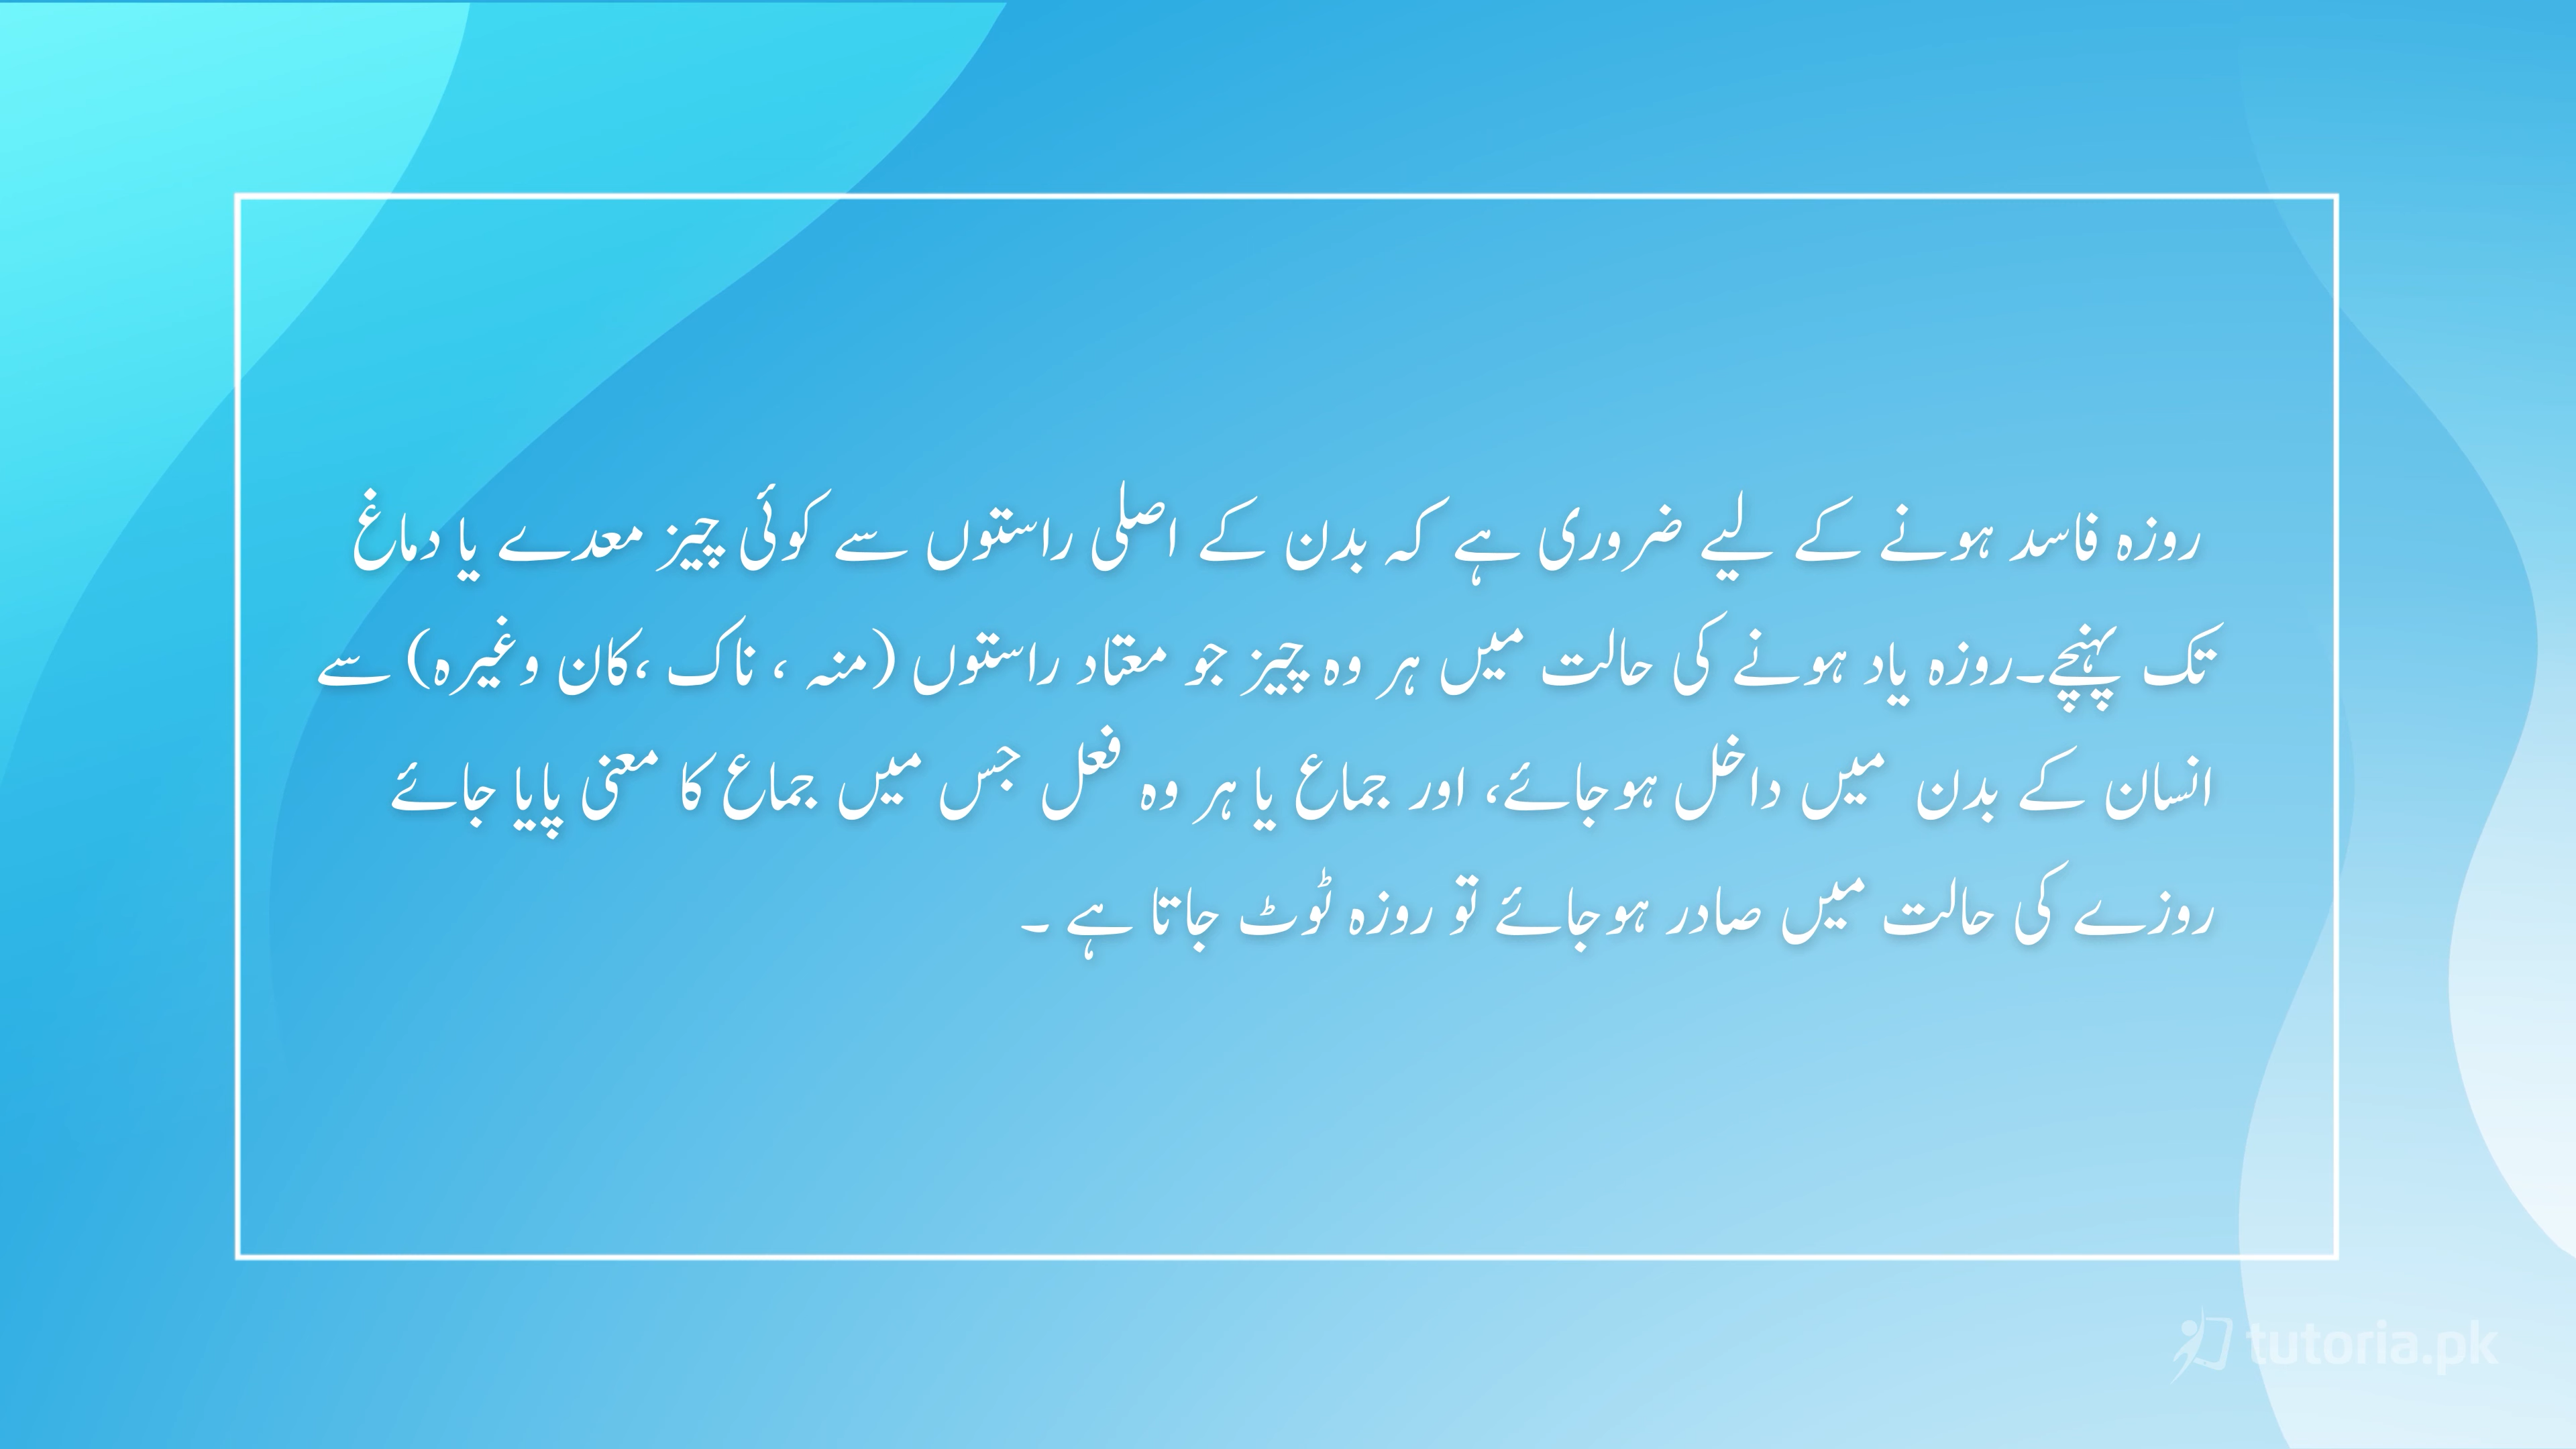 روزہ فاسد ہونے کے لیے ضروری ہے کہ بدن کے اصلی راستوں سے کوئی چیز معدے یا دماغ
تک پہنچے۔روزہ یاد ہونے کی حالت میں ہر وہ چیز جو معتاد راستوں (منہ ، ناک ،کان وغیرہ) سے
انسان کے بدن میں داخل ہوجائے، اور جماع یا ہر وہ فعل جس میں جماع کا معنی پایا جائے
روزے کی حالت میں صادر ہوجائے تو روزہ ٹوٹ جاتا ہے ۔
tutoria.pk